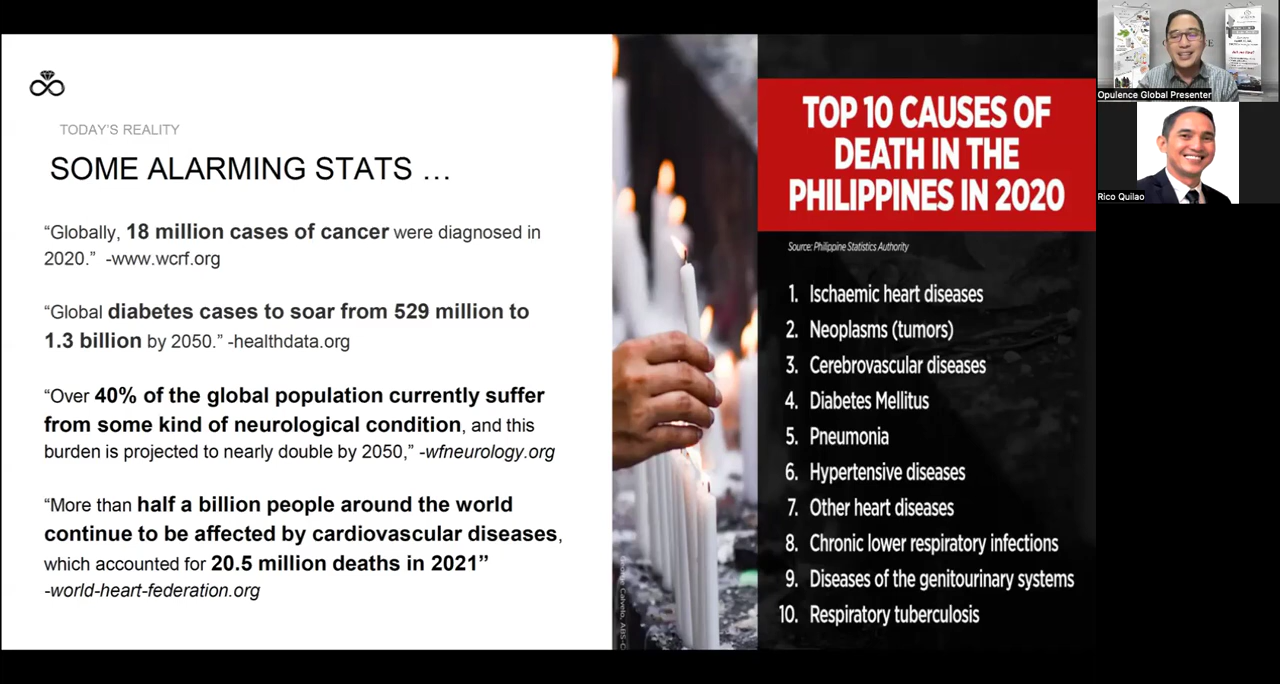 TODAY'S REALITY
SOME ALARMING STATS …
“Globally, 18 million cases of cancer were diagnosed in
2020.” -www.wcrf.org
“Global diabetes cases to soar from 529 million to
1.3 billion by 2050.” -healthdata.org
“Over 40% of the global population currently suffer
from some kind of neurological condition, and this
burden is projected to nearly double by 2050,” -wfneurology.org
“More than half a billion people around the world
continue to be affected by cardiovascular diseases,
which accounted for 20.5 million deaths in 2021”
-world-heart-federation.org
TOP 10 CAUSES OF
DEATH IN THE
PHILIPPINES IN 2020
Source: Philippine Statistics Authority
1. Ischaemic heart diseases
2. Neoplasms (tumors)
3. Cerebrovascular diseases
4. Diabetes Mellitus
5. Pneumonia
6. Hypertensive diseases
7. Other heart diseases
8. Chronic lower respiratory infections
9. Diseases of the genitourinary systems
10. Respiratory tuberculosis
Opulence Global Presenter
Rico Quilao